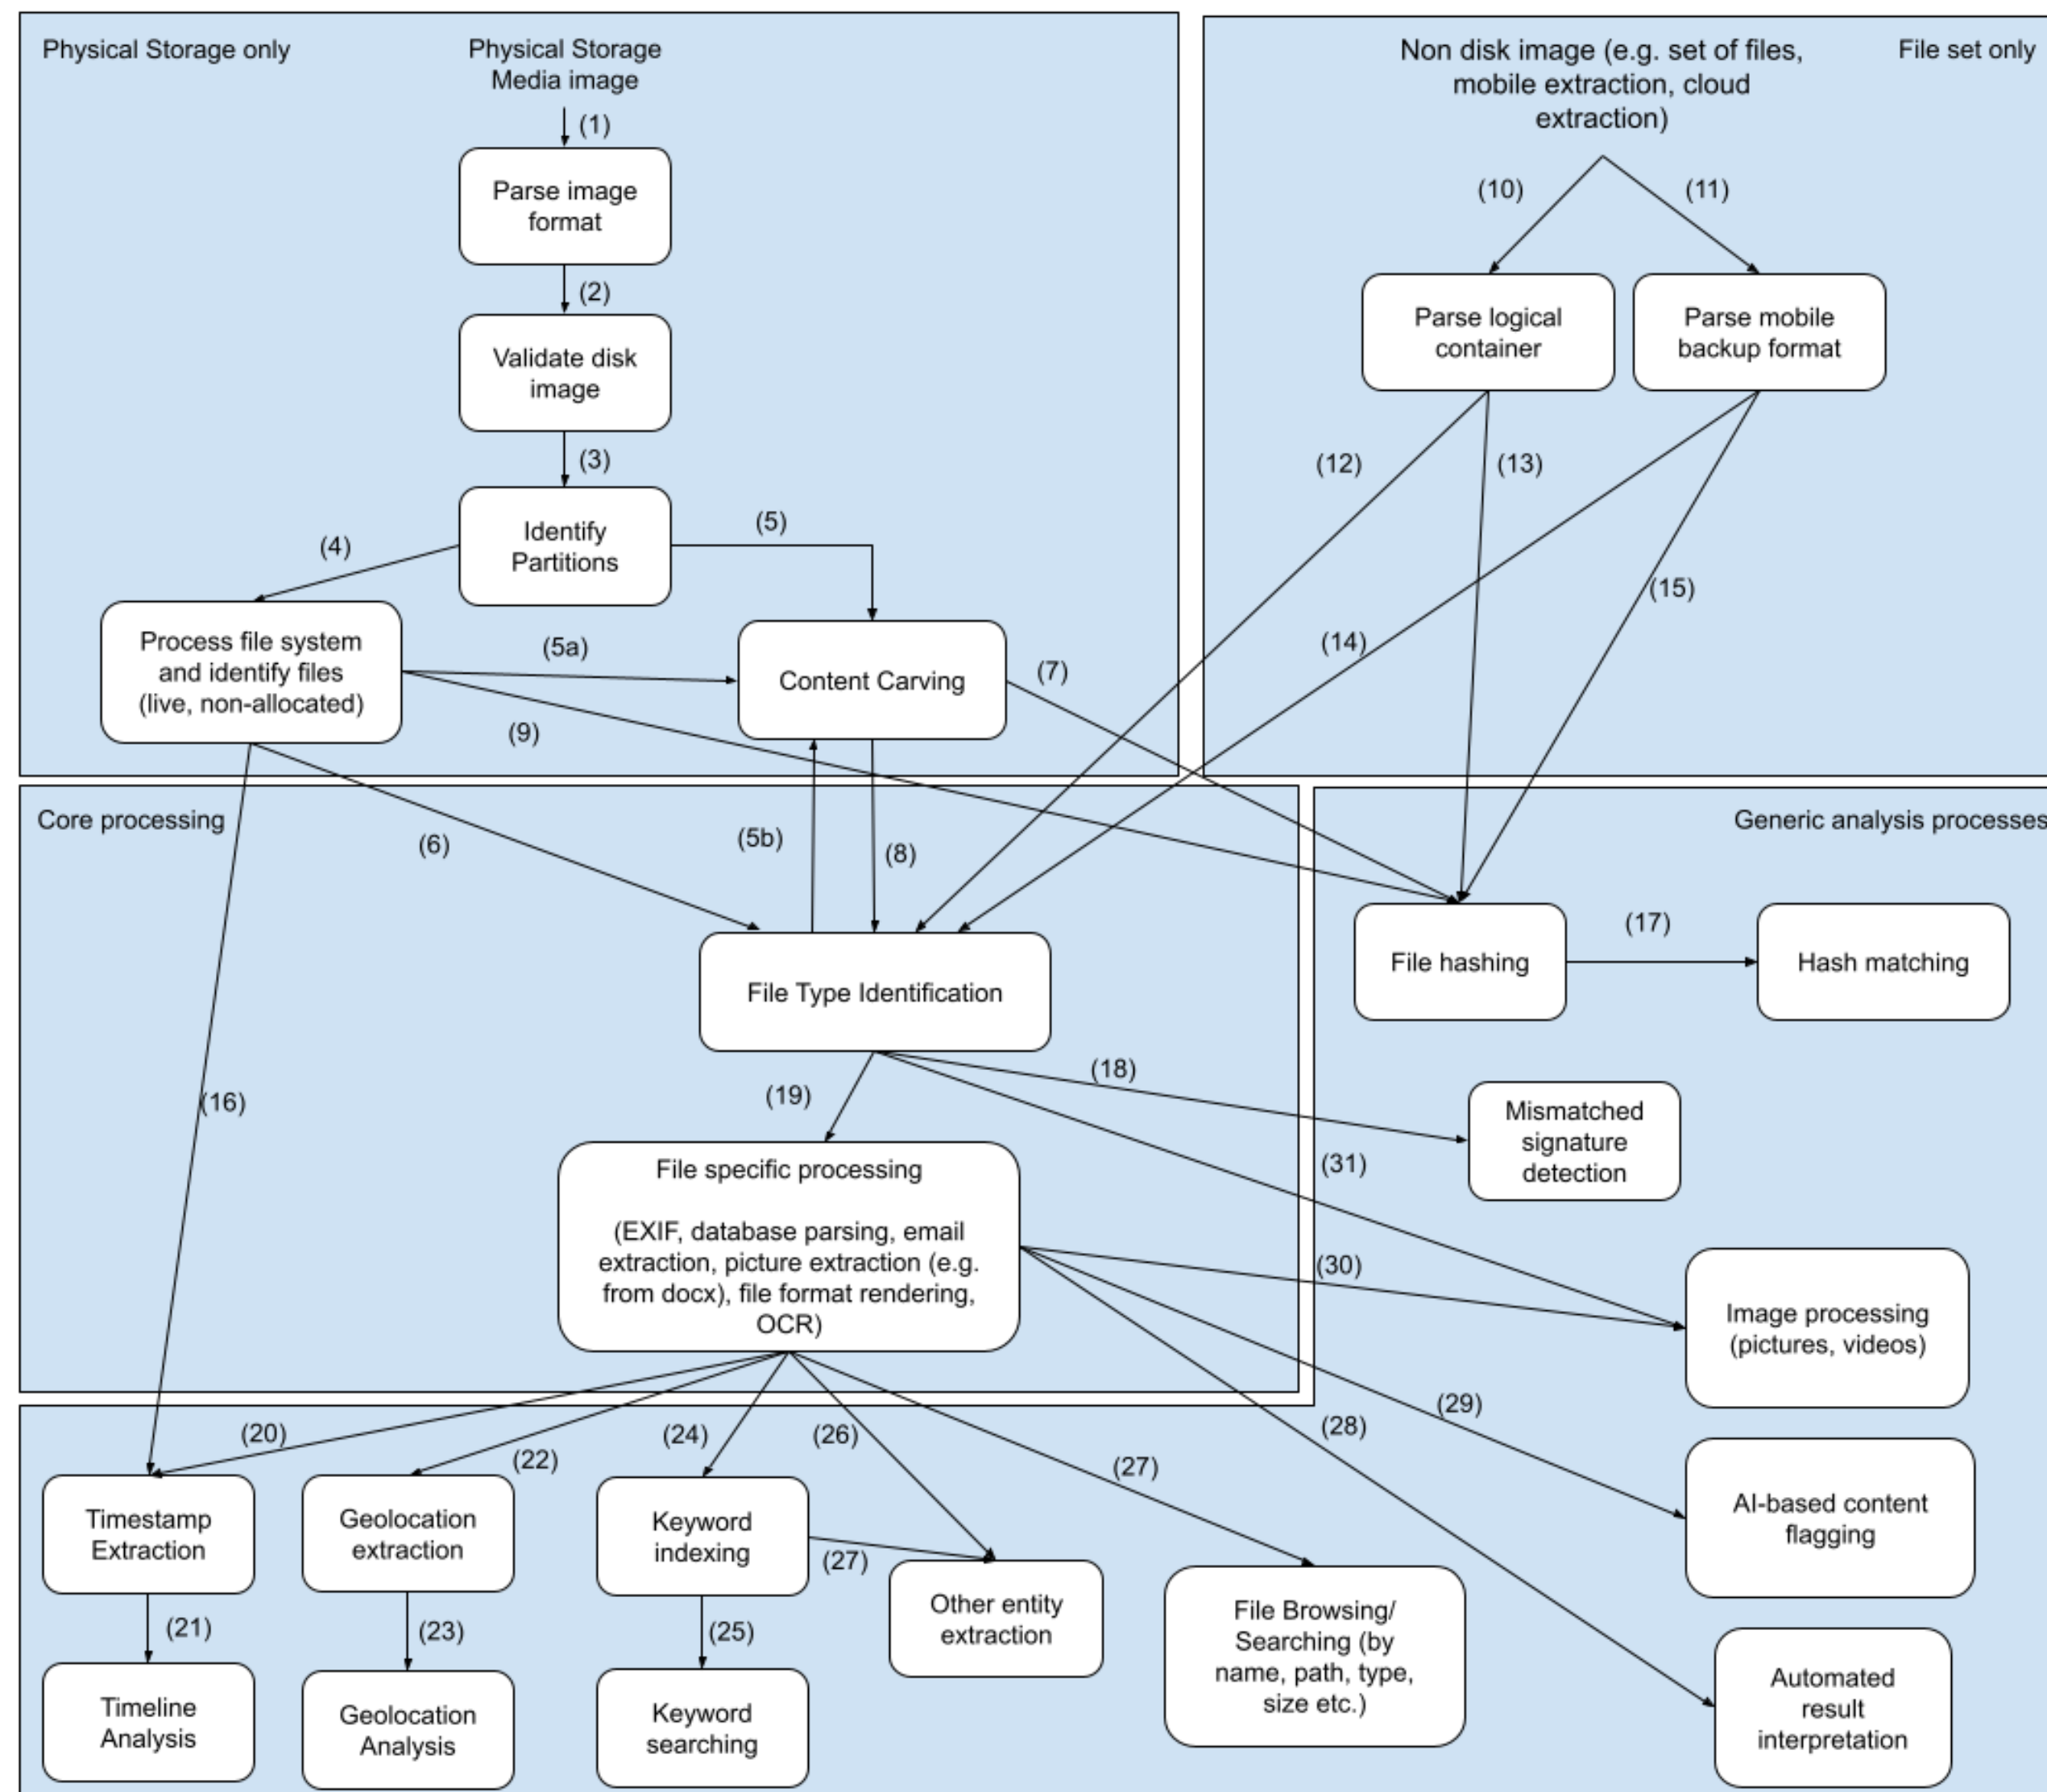 Physical Storage only
Physical Storage
Media image
(1)
Parse image
format
(2)
Validate disk
image
(3)
Identify
Partitions
(4)
(5)
Process file system
and identify files
(live, non-allocated)
(5a)
Content Carving
(7)
(9)
Non disk image (e.g. set of files,
mobile extraction, cloud
extraction)
File set only
(10)
(11)
Parse logical
container
Parse mobile
backup format
(12)
(13)
(14)
(15)
Core processing
(6)
(5b)
(8)
File Type Identification
(16)
(19)
(18)
File specific processing
(EXIF, database parsing, email
extraction, picture extraction (e.g.
from docx), file format rendering,
OCR)
Generic analysis processes
File hashing
(17)
Hash matching
Mismatched
signature
detection
(31)
(30)
Image processing
(pictures, videos)
(29)
(28)
AI-based content
flagging
(20)
(22)
(24)
(26)
(27)
Timestamp
Extraction
Geolocation
extraction
Keyword
indexing
(27)
Other entity
extraction
File Browsing/
Searching (by
name, path, type,
size etc.)
Automated
result
interpretation
(21)
(23)
(25)
Timeline
Analysis
Geolocation
Analysis
Keyword
searching